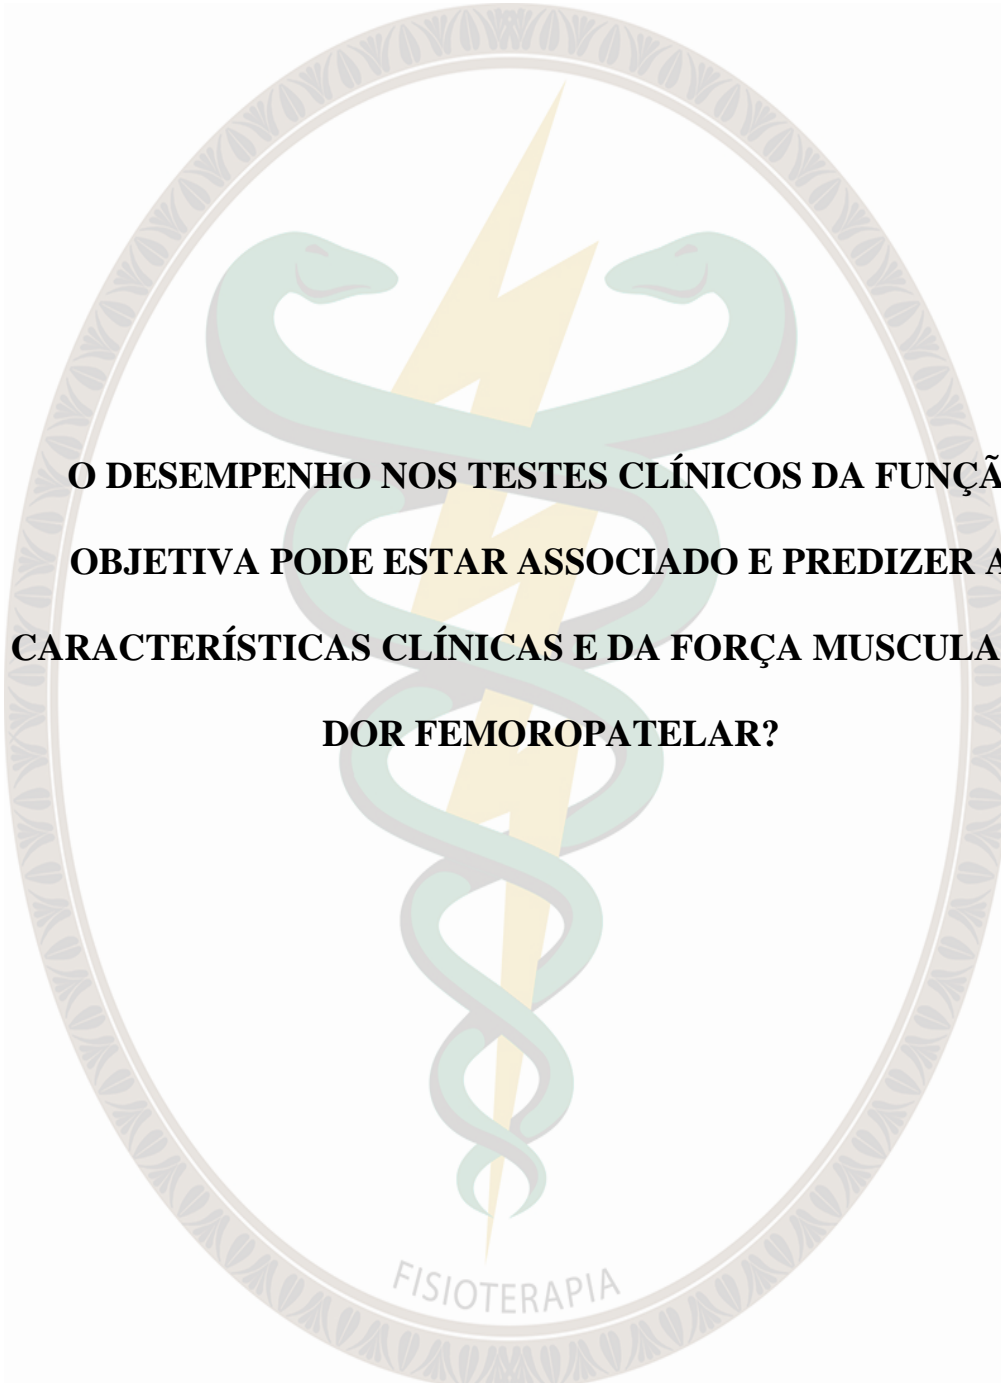 O DESEMPENHO NOS TESTES CLÍNICOS DA FUNÇÃ
OBJETIVA PODE ESTAR ASSOCIADO E PREDIZER A
CARACTERÍSTICAS CLÍNICAS E DA FORÇA MUSCULA
DOR FEMOROPATELAR?
FISIOTERAPIA